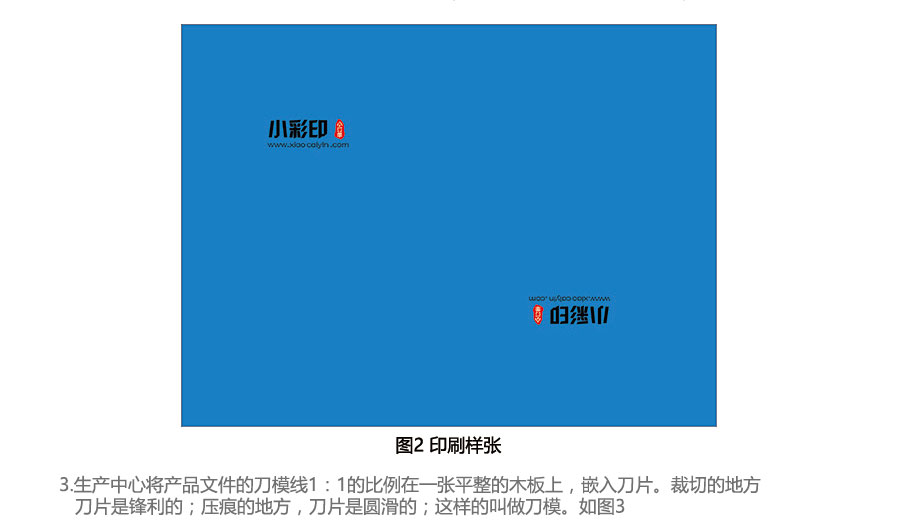 小彩印
www.xiaocaiyin.com
www.xiaocaiyin.com
小彩印
图2 印刷样张
3.生产中心将产品文件的刀模线1：1的比例在一张平整的木板上，嵌入刀片。裁切的地方
刀片是锋利的；压痕的地方，刀片是圆滑的；这样的叫做刀模。如图3